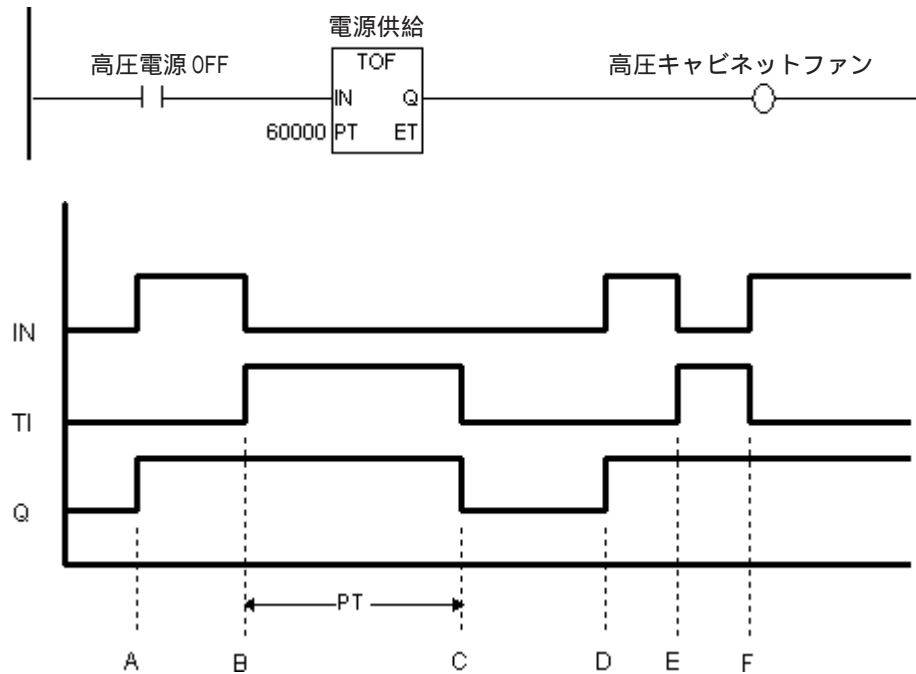 電源供給
高圧電源 OFF
TOF
高圧キャビネットファン
IN Q
60000 PT ET
IN
TI
Q
PT
A B C D E F